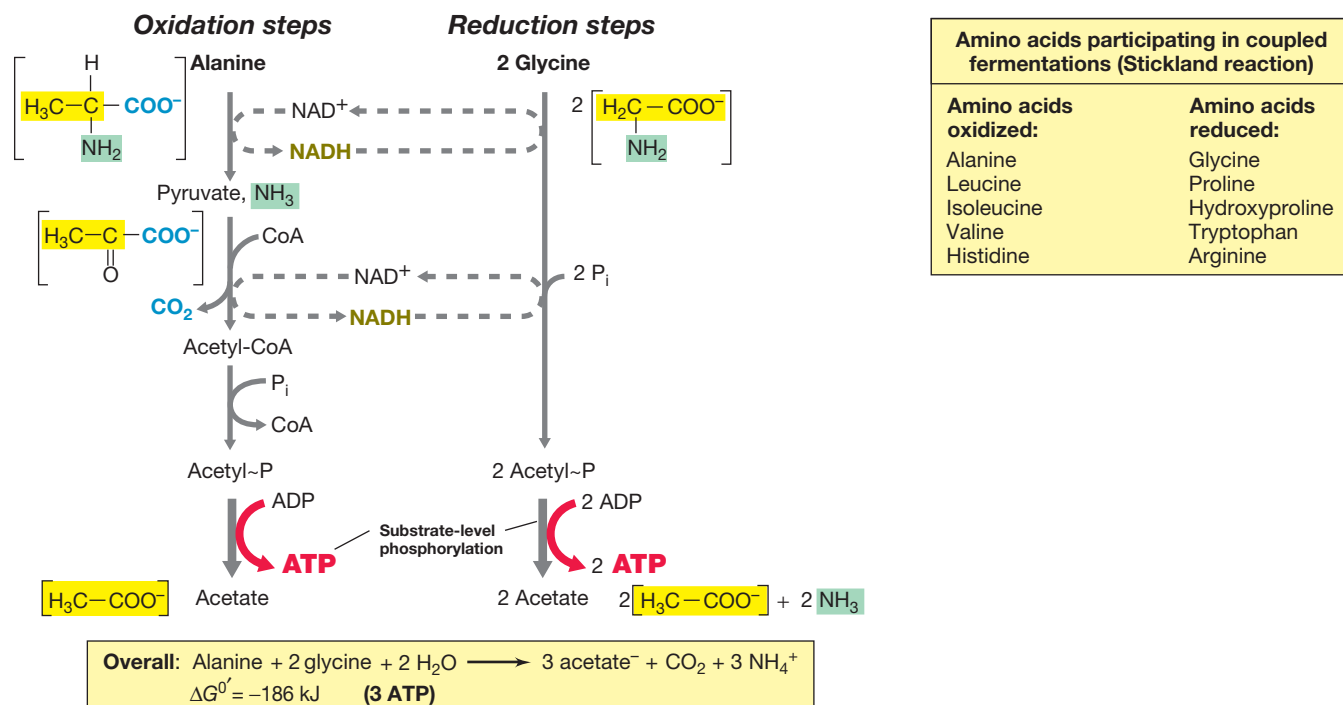 Oxidation steps
Reduction steps
Alanine
2 Glycine
H
H₃C–C–COO⁻
NH₂
NAD⁺
NADH
2
H₂C–COO⁻
NH₂
Pyruvate, NH₃
H₃C–C–COO⁻
O
CoA
CO₂
NAD⁺
NADH
2 Pᵢ
Acetyl-CoA
Pᵢ
CoA
Acetyl~P
2 Acetyl~P
ADP
2 ADP
Substrate-level
phosphorylation
ATP
2 ATP
H₃C–COO⁻
Acetate
2 Acetate
2 [H₃C–COO⁻] + 2 NH₃
Overall: Alanine + 2 glycine + 2 H₂O ⟶ 3 acetate⁻ + CO₂ + 3 NH₄⁺
ΔG⁰′ = −186 kJ (3 ATP)
Amino acids participating in coupled
fermentations (Stickland reaction)
Amino acids
oxidized:
Alanine
Leucine
Isoleucine
Valine
Histidine
Amino acids
reduced:
Glycine
Proline
Hydroxyproline
Tryptophan
Arginine